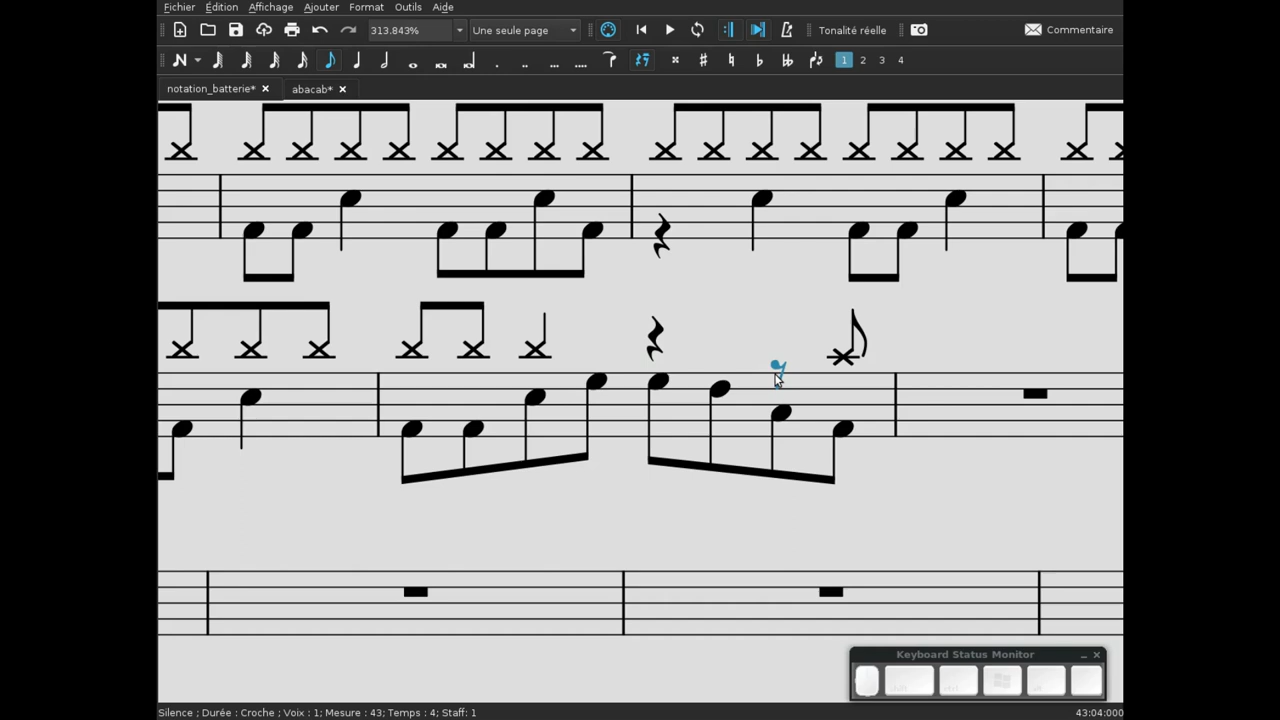 Fichier Édition Affichage Ajouter Format Outils Aide
313.843% Une seule page Tonalité réelle Commentaire
1 2 3 4
notation_batterie* abacab*
Keyboard Status Monitor
Silence ; Durée : Croche ; Voix : 1; Mesure : 43; Temps : 4; Staff: 1 43:04:000